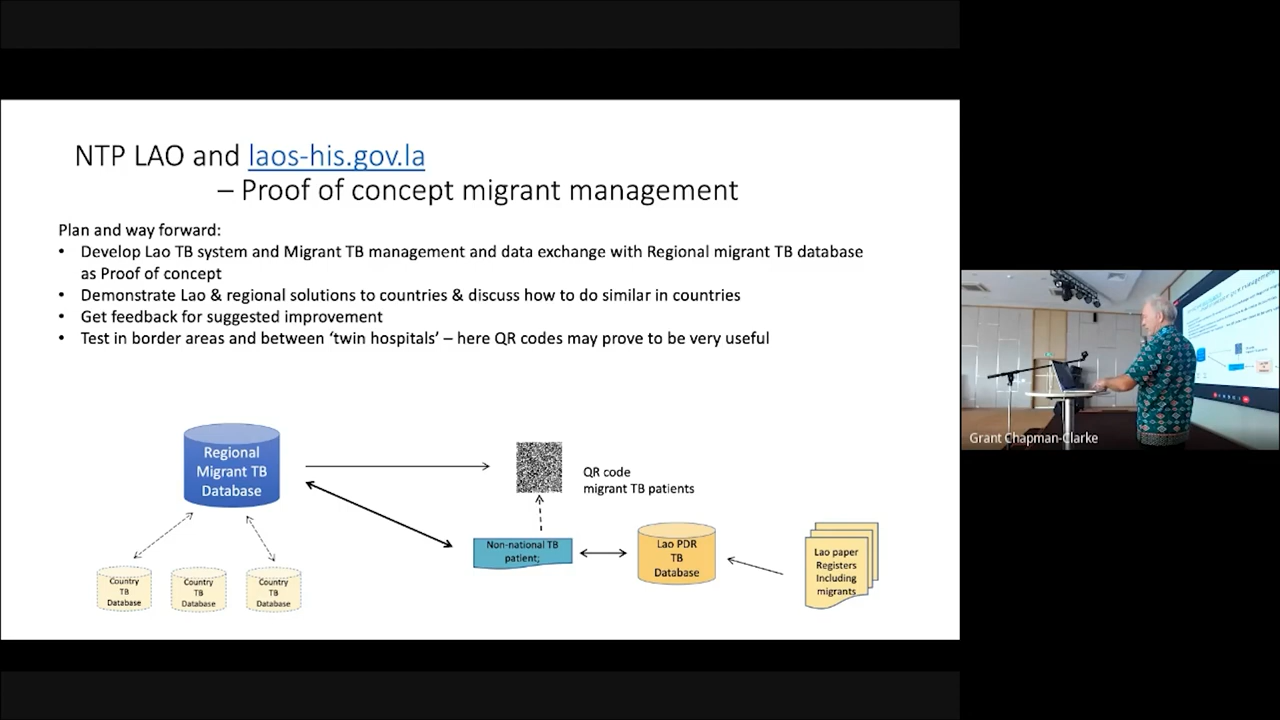 NTP LAO and laos-his.gov.la
– Proof of concept migrant management
Plan and way forward:
• Develop Lao TB system and Migrant TB management and data exchange with Regional migrant TB database
as Proof of concept
• Demonstrate Lao & regional solutions to countries & discuss how to do similar in countries
• Get feedback for suggested improvement
• Test in border areas and between ‘twin hospitals’ – here QR codes may prove to be very useful
Regional
Migrant TB
Database
QR code
migrant TB patients
Non-national TB
patient;
Lao PDR
TB
Database
Lao paper
Registers
Including
migrants
Country
TB
Database
Country
TB
Database
Country
TB
Database
Grant Chapman-Clarke